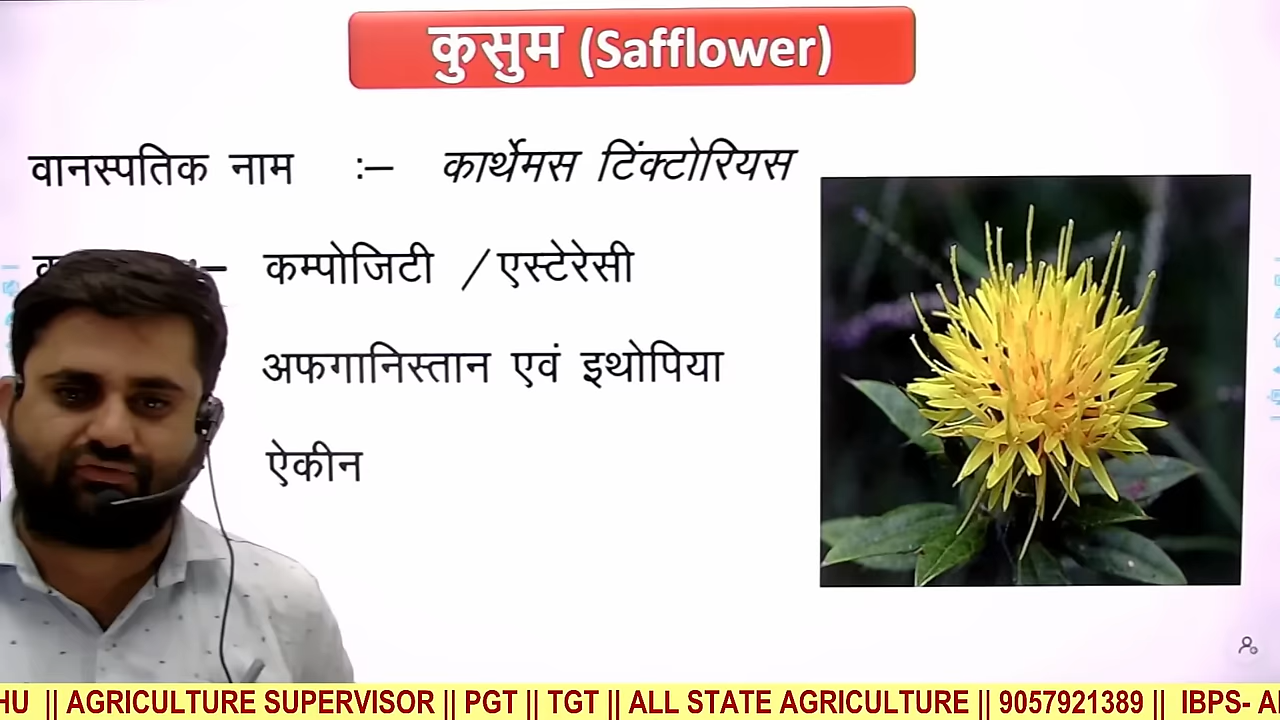 कुसुम (Safflower)
वानस्पतिक नाम :– कार्थेमस टिंक्टोरियस
:– कम्पोजिटी / एस्टेरेसी
अफगानिस्तान एवं इथोपिया
ऐकीन
HU || AGRICULTURE SUPERVISOR || PGT || TGT || ALL STATE AGRICULTURE || 9057921389 || IBPS- A